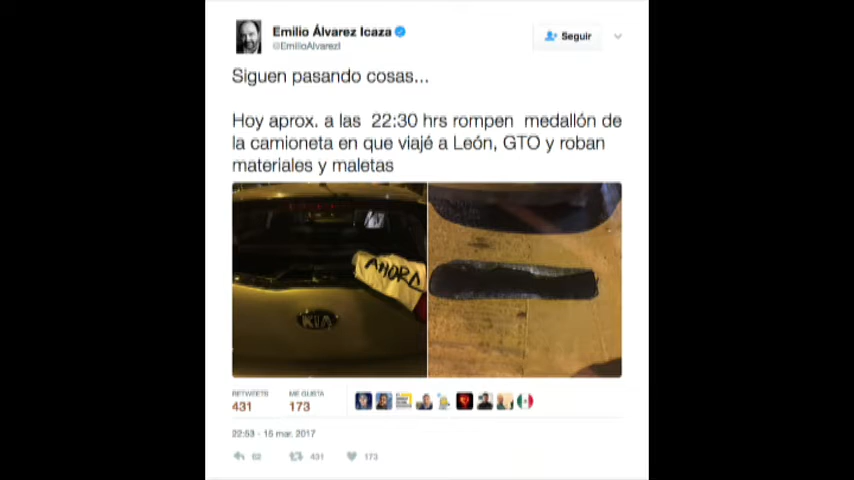 Emilio Álvarez Icaza
@EmilioAlvarezI
Seguir
Siguen pasando cosas...
Hoy aprox. a las 22:30 hrs rompen medallón de
la camioneta en que viajé a León, GTO y roban
materiales y maletas
AHORA
KIA
RETWEETS
431
ME GUSTA
173
22:53 - 15 mar. 2017
62
431
173